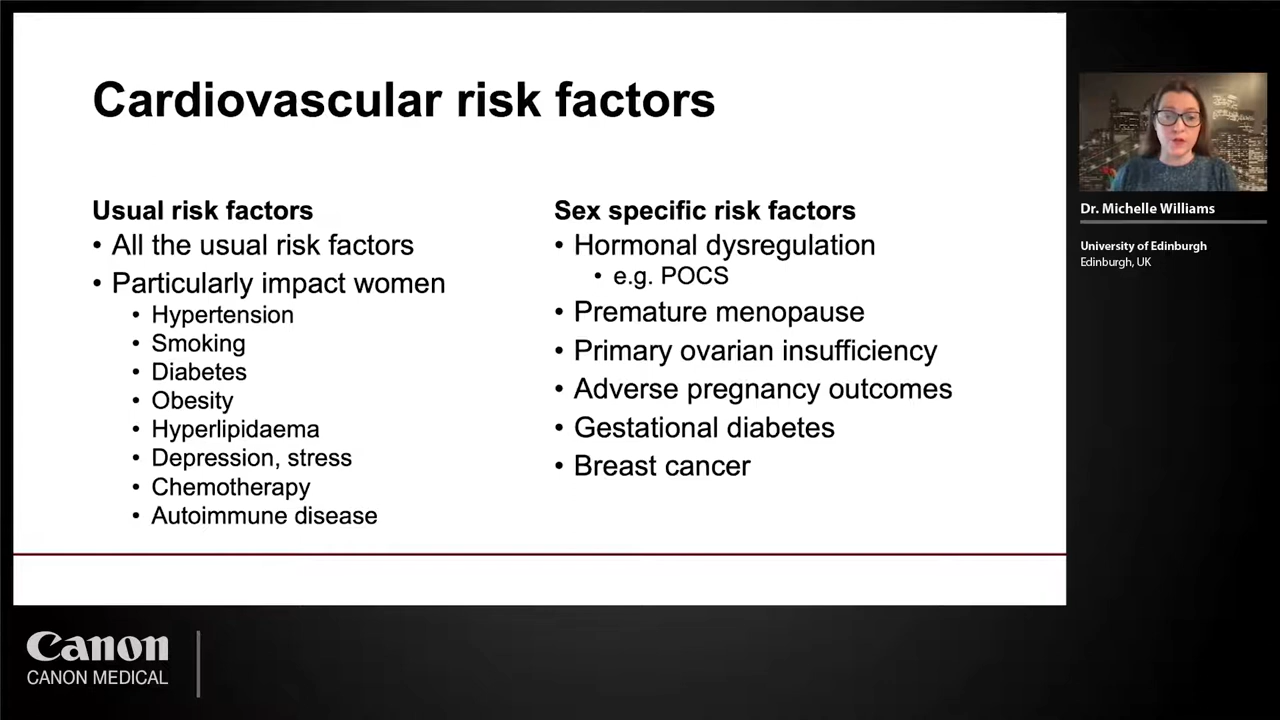 Cardiovascular risk factors
Usual risk factors
• All the usual risk factors
• Particularly impact women
• Hypertension
• Smoking
• Diabetes
• Obesity
• Hyperlipidaema
• Depression, stress
• Chemotherapy
• Autoimmune disease
Sex specific risk factors
• Hormonal dysregulation
• e.g. POCS
• Premature menopause
• Primary ovarian insufficiency
• Adverse pregnancy outcomes
• Gestational diabetes
• Breast cancer
Dr. Michelle Williams
University of Edinburgh
Edinburgh, UK
Canon
CANON MEDICAL